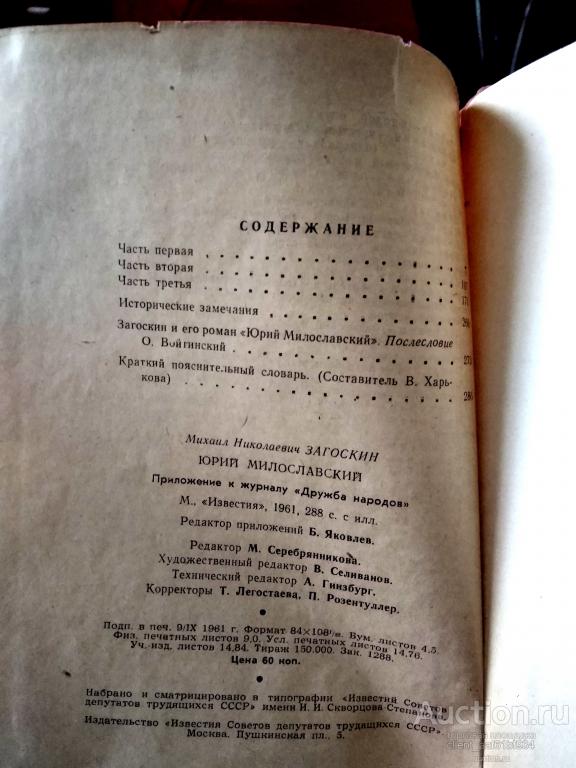 СОДЕРЖАНИЕ
Часть первая
Часть вторая
Часть третья
Исторические замечания
Загоскин и его роман «Юрий Милославский». Послесловие
О. Войтинский
Краткий пояснительный словарь. (Составитель В. Харь-
кова)
Михаил Николаевич ЗАГОСКИН
ЮРИЙ МИЛОСЛАВСКИЙ
Приложение к журналу «Дружба народов»
М., «Известия», 1961, 288 с. с илл.
Редактор приложений Б. Яковлев.
Редактор М. Серебрянникова.
Художественный редактор В. Селиванов.
Технический редактор А. Гинзбург.
Корректоры Т. Легостаева, П. Розентуллер.
Подп. в печ. 9/IX 1961 г. Формат 84×108 Бум. листов 4,5.
Физ. печатных листов 9,0. Усл. печатных листов 14,76.
Уч.-изд. листов 14,84. Тираж 150.000. Зак. 1288.
Цена 60 коп.
Набрано и сматрицировано в типографии «Известий Советов
депутатов трудящихся СССР» имени И. И. Скворцова-Степанова.
Издательство «Известия Советов депутатов трудящихся СССР».
Москва. Пушкинская пл., 5.
Auction.ru
торговая площадка